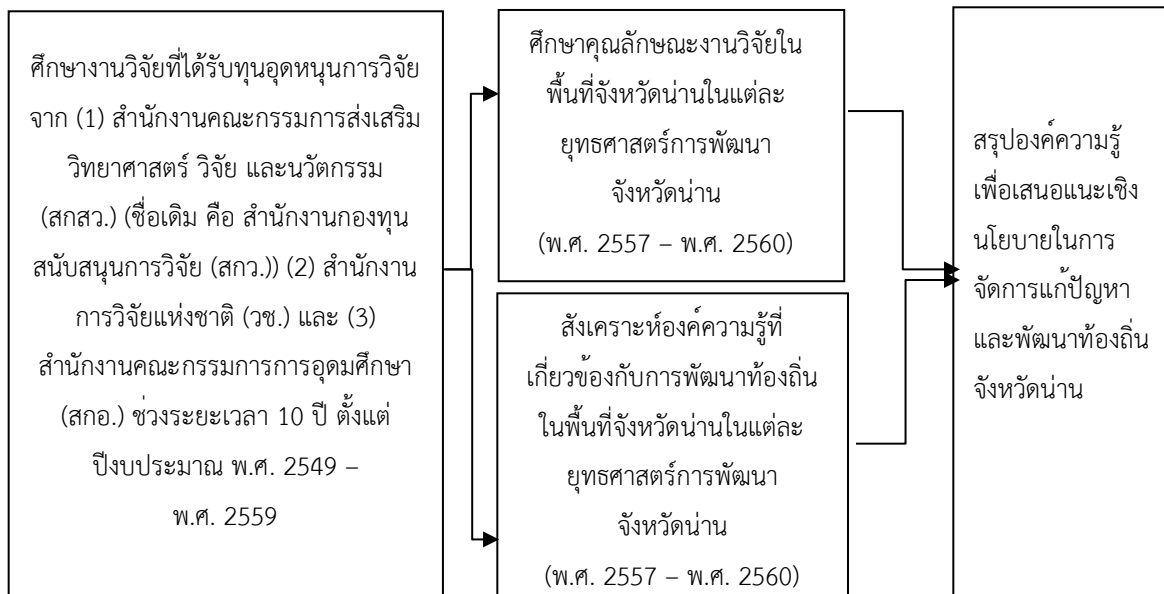 ศึกษางานวิจัยที่ได้รับทุนอุดหนุนการวิจัย
จาก (1) สำนักงานคณะกรรมการส่งเสริม
วิทยาศาสตร์ วิจัย และนวัตกรรม
(สกสว.) (ชื่อเดิม คือ สำนักงานกองทุน
สนับสนุนการวิจัย (สกว.)) (2) สำนักงาน
การวิจัยแห่งชาติ (วช.) และ (3)
สำนักงานคณะกรรมการการอุดมศึกษา
(สกอ.) ช่วงระยะเวลา 10 ปี ตั้งแต่
ปีงบประมาณ พ.ศ. 2549 –
พ.ศ. 2559
ศึกษาคุณลักษณะงานวิจัยใน
พื้นที่จังหวัดน่านในแต่ละ
ยุทธศาสตร์การพัฒนา
จังหวัดน่าน
(พ.ศ. 2557 – พ.ศ. 2560)
สังเคราะห์องค์ความรู้ที่
เกี่ยวข้องกับการพัฒนาท้องถิ่น
ในพื้นที่จังหวัดน่านในแต่ละ
ยุทธศาสตร์การพัฒนา
จังหวัดน่าน
(พ.ศ. 2557 – พ.ศ. 2560)
สรุปองค์ความรู้
เพื่อเสนอแนะเชิง
นโยบายในการ
จัดการแก้ปัญหา
และพัฒนาท้องถิ่น
จังหวัดน่าน